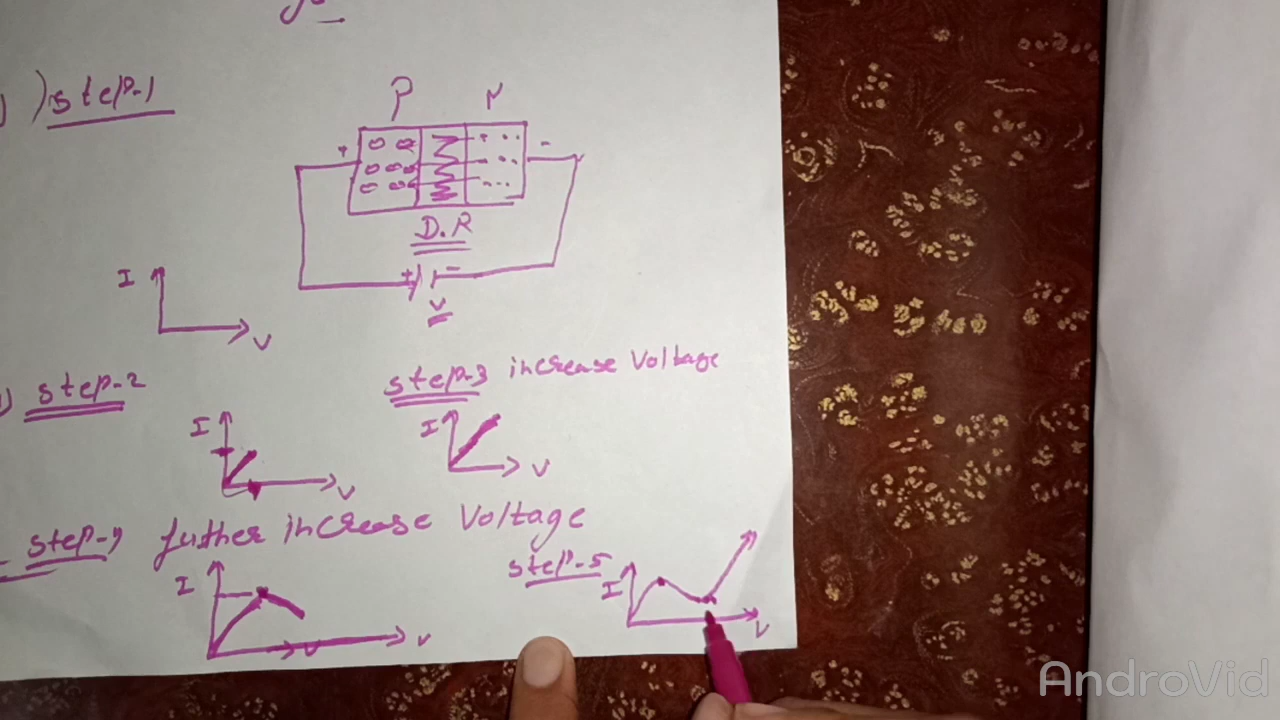 ) step-1
P N
+ -
D.R
+ -
V
I
V
) step-2
step-3 increase Voltage
I
V
I
V
step-4 futher increase Voltage
step-5
I
V
V
I
V
AndroVid